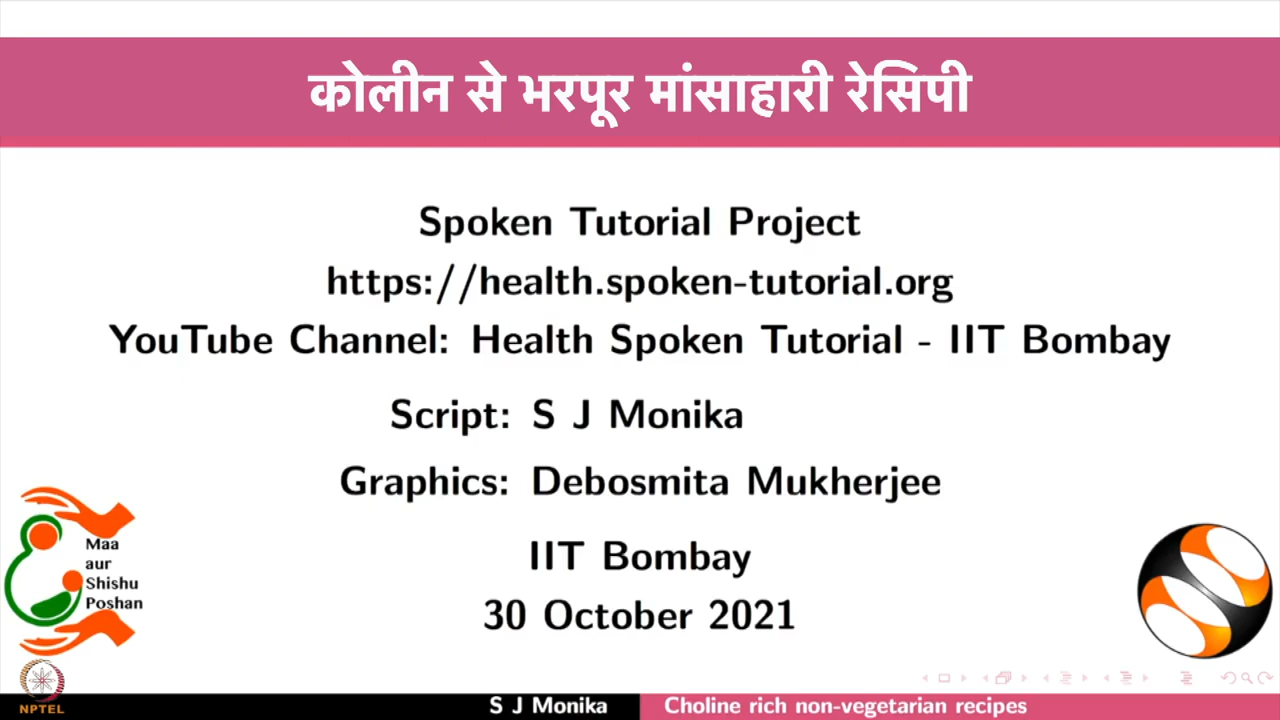 कोलीन से भरपूर मांसाहारी रेसिपी
Spoken Tutorial Project
https://health.spoken-tutorial.org
YouTube Channel: Health Spoken Tutorial - IIT Bombay
Script: S J Monika
Graphics: Debosmita Mukherjee
IIT Bombay
30 October 2021
Maa
aur
Shishu
Poshan
NPTEL
S J Monika
Choline rich non-vegetarian recipes